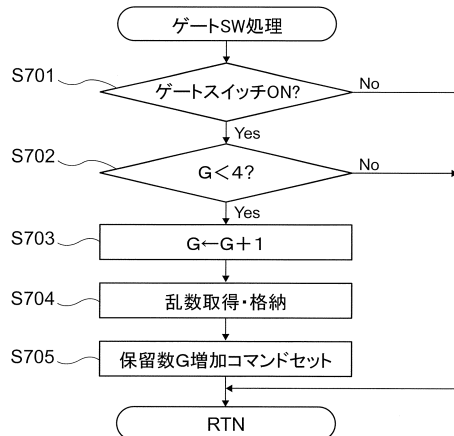 ゲートSW処理
S701
ゲートスイッチON?
No
Yes
S702
G<4?
No
Yes
S703
G←G+1
S704
乱数取得・格納
S705
保留数G増加コマンドセット
RTN